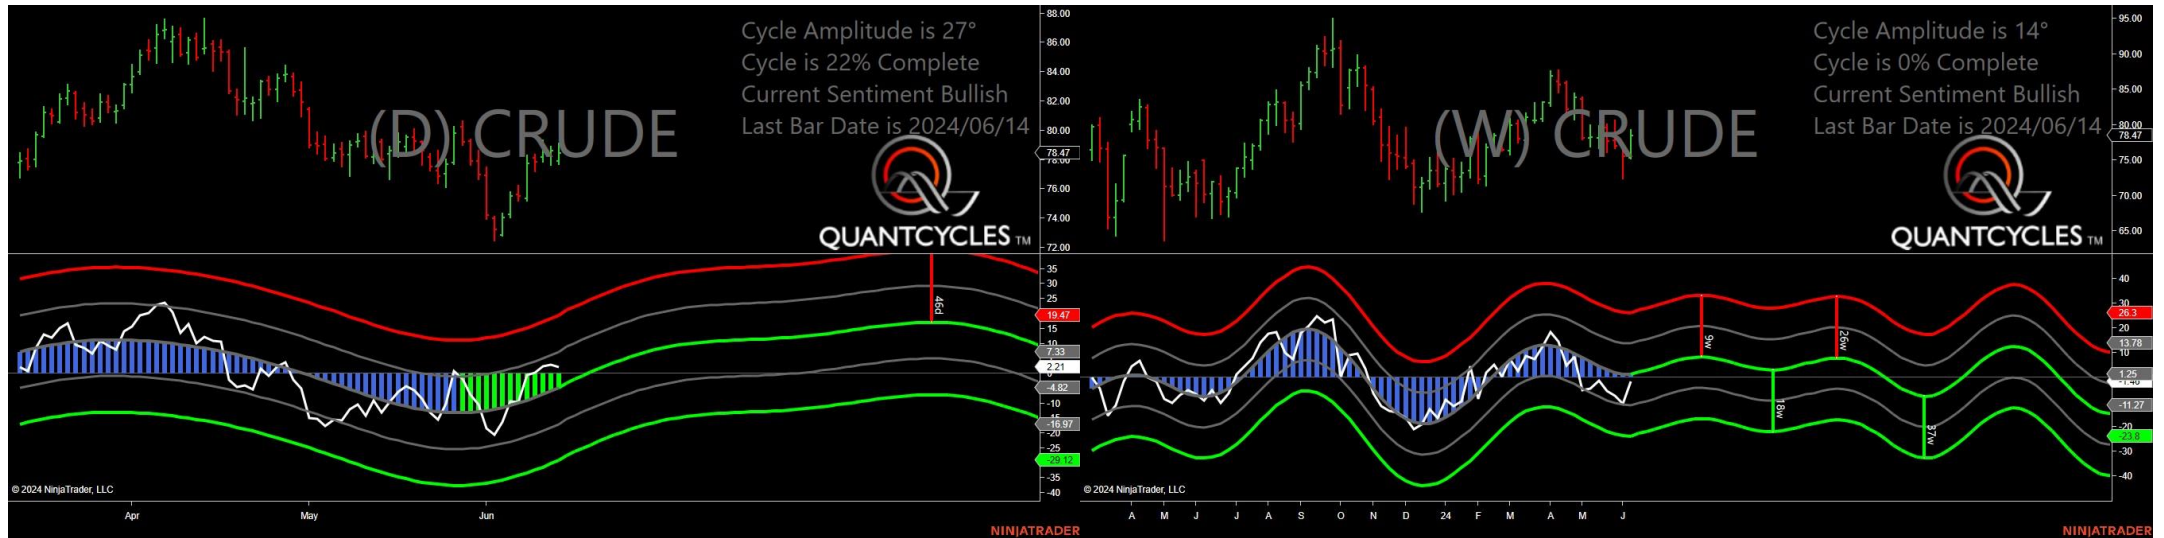 Cycle Amplitude is 27°
Cycle is 22% Complete
Current Sentiment Bullish
Last Bar Date is 2024/06/14
(D) CRUDE
QUANTCYCLES TM
88.00
86.00
84.00
82.00
80.00
78.47
78.00
76.00
74.00
72.00
46d
35
30
25
19.47
15
7.33
2.21
0
-4.82
-10
-16.97
-25
-29.12
-35
-40
© 2024 NinjaTrader, LLC
Apr
May
Jun
NINJATRADER
Cycle Amplitude is 14°
Cycle is 0% Complete
Current Sentiment Bullish
Last Bar Date is 2024/06/14
(W) CRUDE
QUANTCYCLES TM
95.00
90.00
85.00
80.00
78.47
75.00
70.00
65.00
9w
26w
18w
37w
40
30
26.3
20
13.78
10
1.25
-11.27
-20
-23.8
-30
-40
© 2024 NinjaTrader, LLC
A M J J A S O N D 24 F M A M J
NINJATRADER